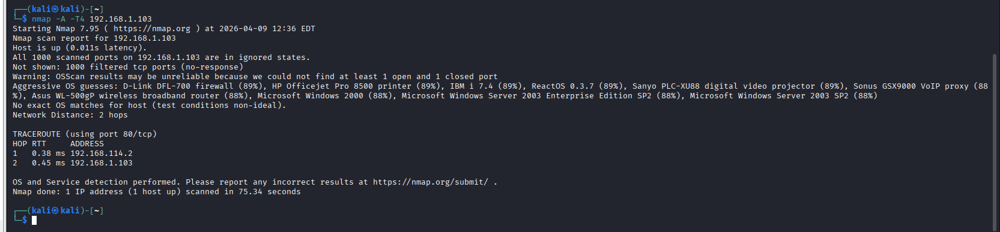 ┌──(kali㉿kali)-[~]
└─$ nmap -A -T4 192.168.1.103
Starting Nmap 7.95 ( https://nmap.org ) at 2026-04-09 12:36 EDT
Nmap scan report for 192.168.1.103
Host is up (0.011s latency).
All 1000 scanned ports on 192.168.1.103 are in ignored states.
Not shown: 1000 filtered tcp ports (no-response)
Warning: OSScan results may be unreliable because we could not find at least 1 open and 1 closed port
Aggressive OS guesses: D-Link DFL-700 firewall (89%), HP Officejet Pro 8500 printer (89%), IBM i 7.4 (89%), ReactOS 0.3.7 (89%), Sanyo PLC-XU88 digital video projector (89%), Sonus GSX9000 VoIP proxy (88
%), Asus WL-500gP wireless broadband router (88%), Microsoft Windows 2000 (88%), Microsoft Windows Server 2003 Enterprise Edition SP2 (88%), Microsoft Windows Server 2003 SP2 (88%)
No exact OS matches for host (test conditions non-ideal).
Network Distance: 2 hops

TRACEROUTE (using port 80/tcp)
HOP RTT     ADDRESS
1   0.38 ms 192.168.114.2
2   0.45 ms 192.168.1.103

OS and Service detection performed. Please report any incorrect results at https://nmap.org/submit/ .
Nmap done: 1 IP address (1 host up) scanned in 75.34 seconds

┌──(kali㉿kali)-[~]
└─$